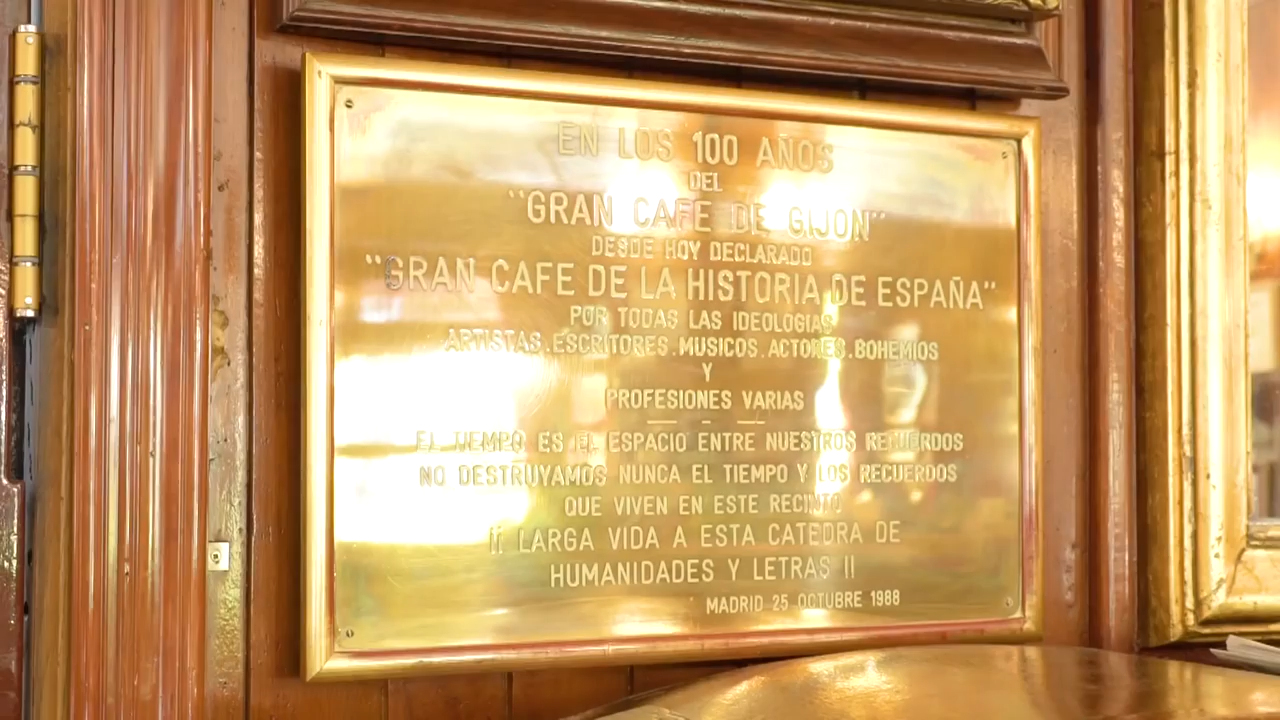 EN LOS 100 AÑOS
DEL
"GRAN CAFE DE GIJON"
DESDE HOY DECLARADO
"GRAN CAFE DE LA HISTORIA DE ESPAÑA"
POR TODAS LAS IDEOLOGIAS
ARTISTAS.ESCRITORES.MUSICOS.ACTORES.BOHEMIOS
Y
PROFESIONES VARIAS
EL TIEMPO ES EL ESPACIO ENTRE NUESTROS RECUERDOS
NO DESTRUYAMOS NUNCA EL TIEMPO Y LOS RECUERDOS
QUE VIVEN EN ESTE RECINTO
¡¡ LARGA VIDA A ESTA CATEDRA DE
HUMANIDADES Y LETRAS !!
MADRID 25 OCTUBRE 1988